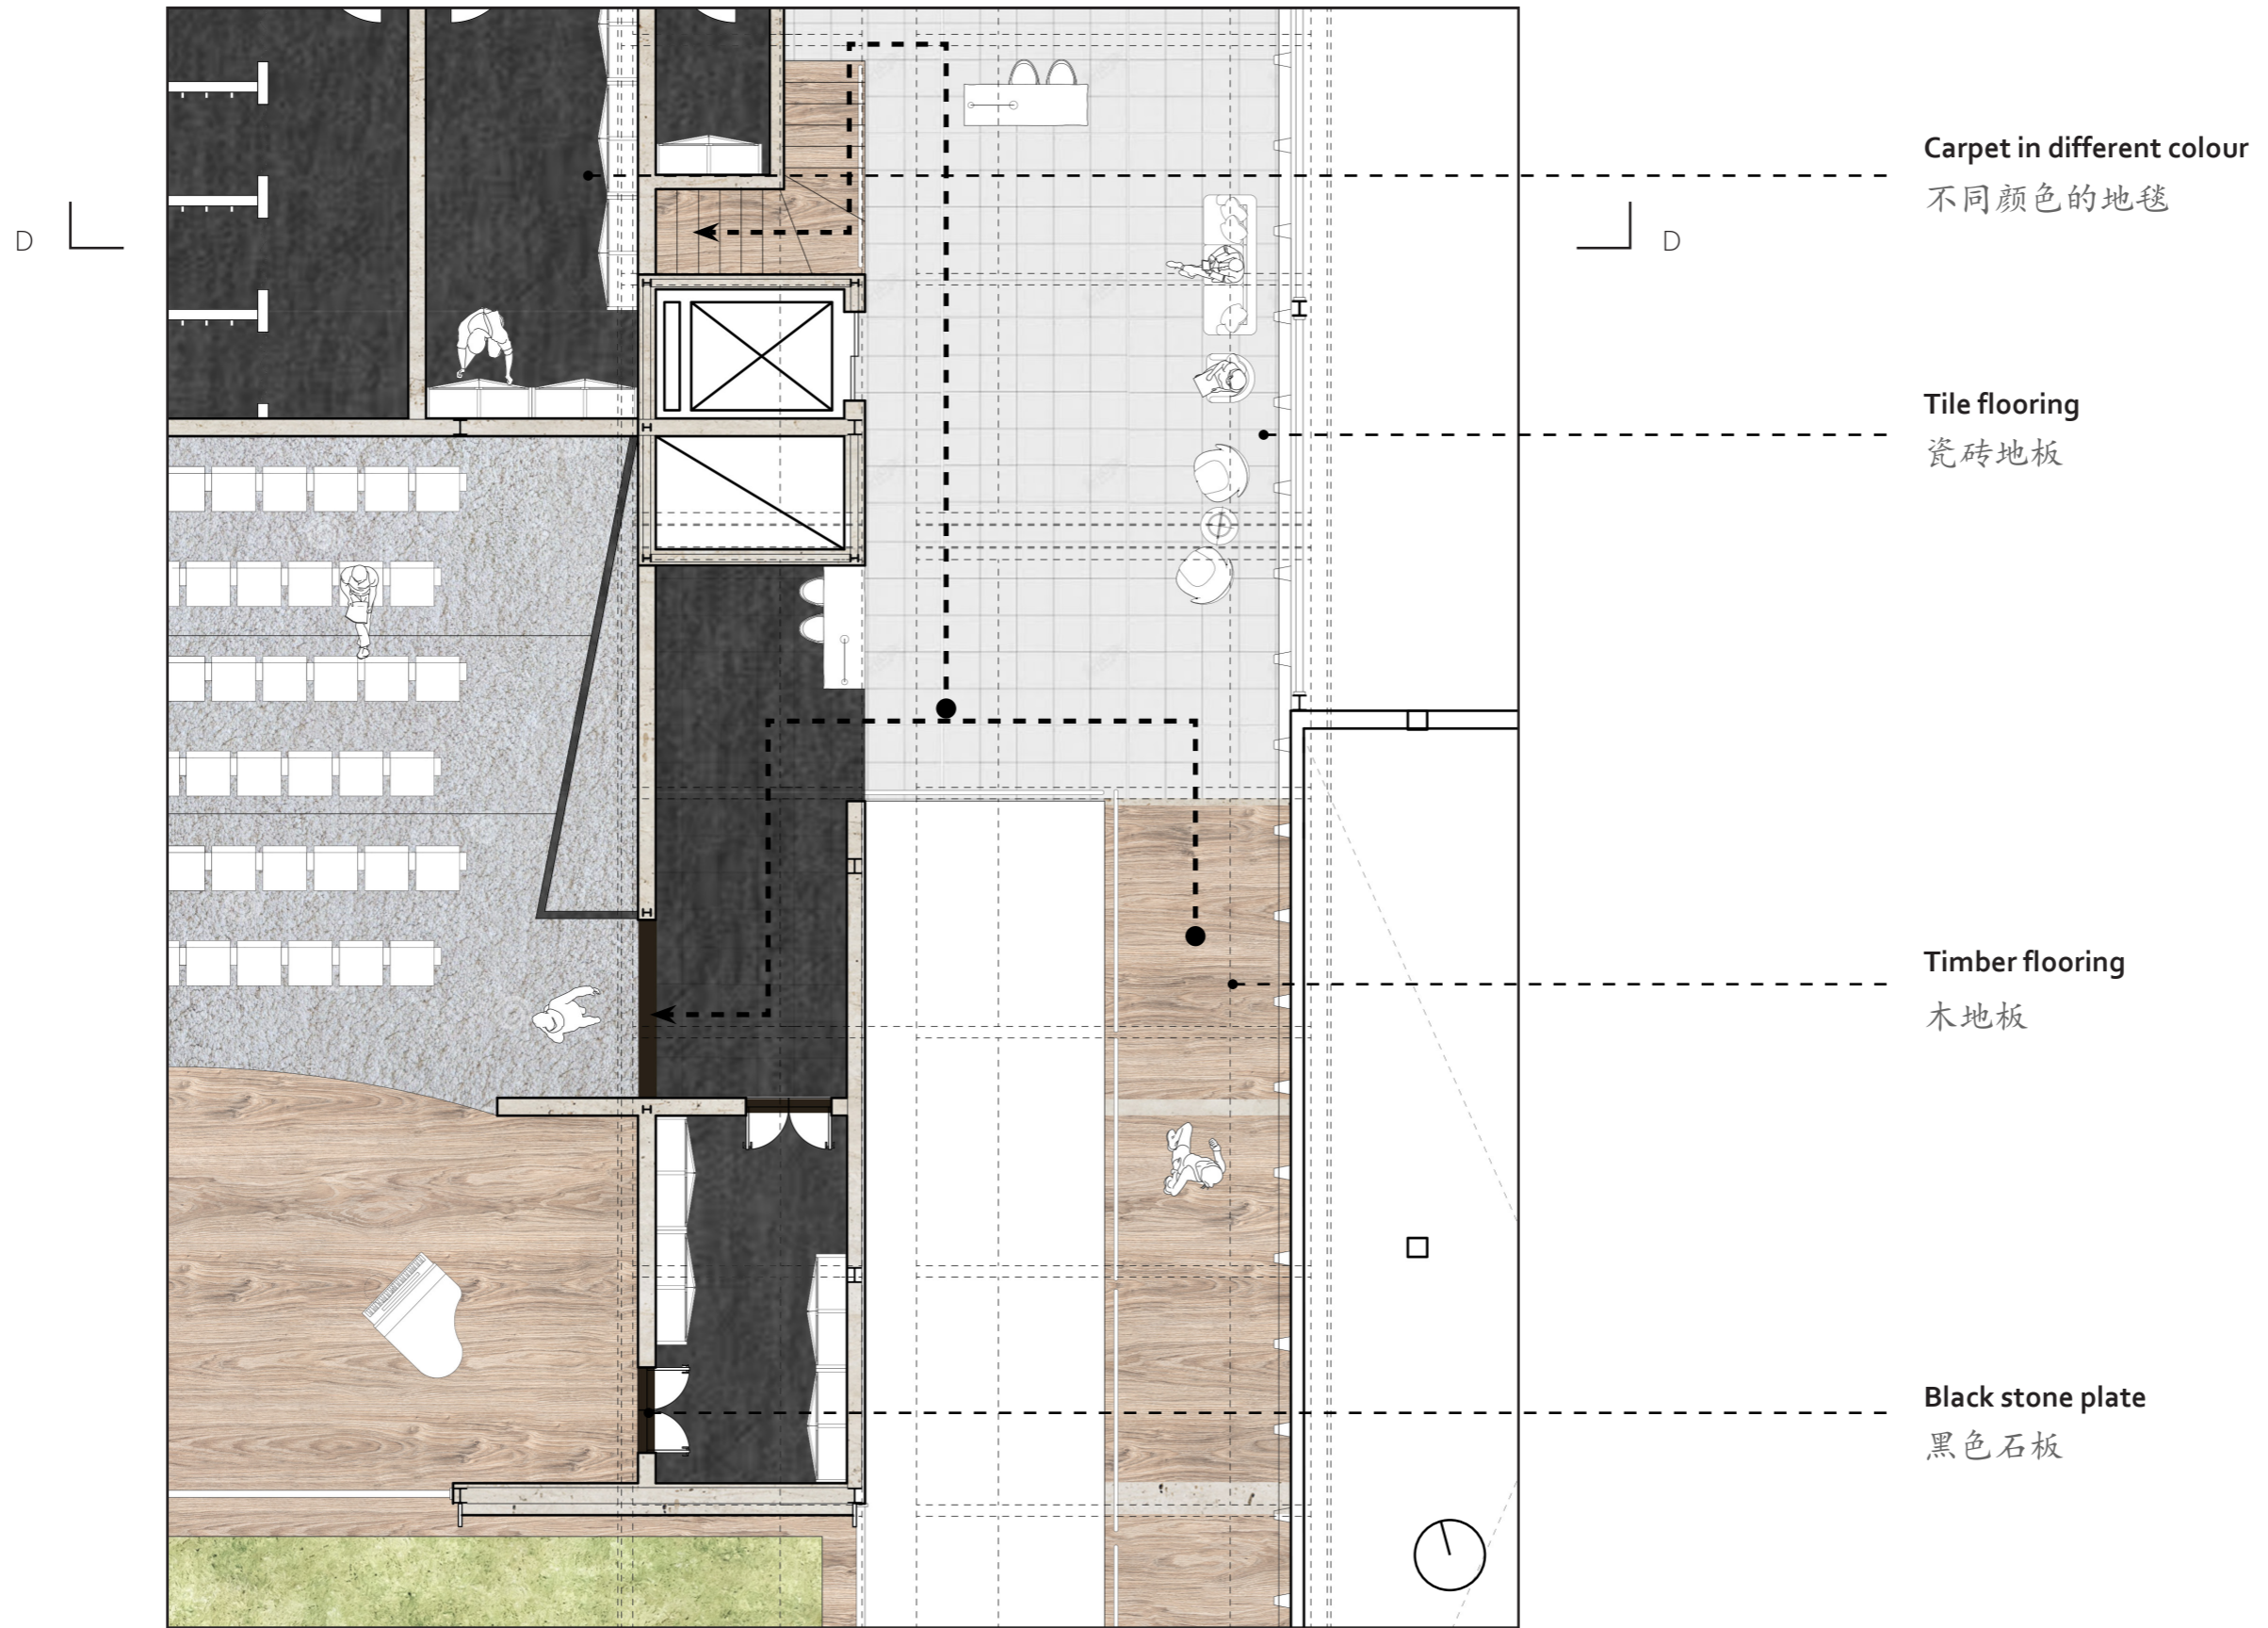 Carpet in different colour
不同颜色的地毯
D
D
Tile flooring
瓷砖地板
Timber flooring
木地板
Black stone plate
黑色石板